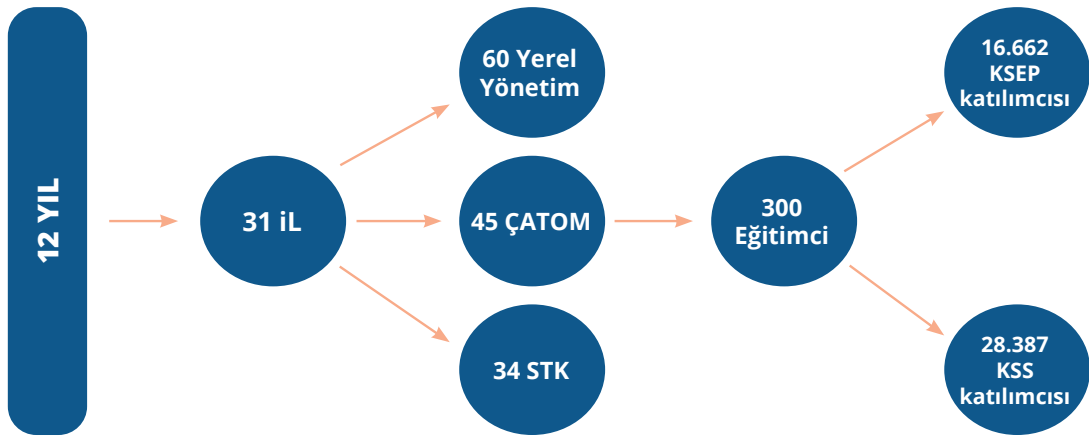 12 YIL
31 iL
60 Yerel
Yönetim
45 ÇATOM
34 STK
300
Eğitimci
16.662
KSEP
katılımcısı
28.387
KSS
katılımcısı